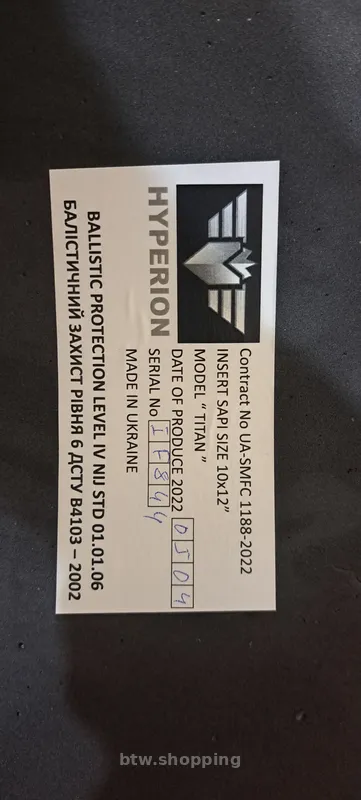 HYPERION
Contract No UA-SMFC 1188-2022
INSERT SAPI SIZE 10x12"
MODEL " TITAN "
DATE OF PRODUCE 2022 0504
SERIAL No IF844
MADE IN UKRAINE
BALLISTIC PROTECTION LEVEL IV NIJ STD 01.01.06
БАЛІСТИЧНИЙ ЗАХИСТ РІВНЯ 6 ДСТУ В4103 – 2002
btw.shopping